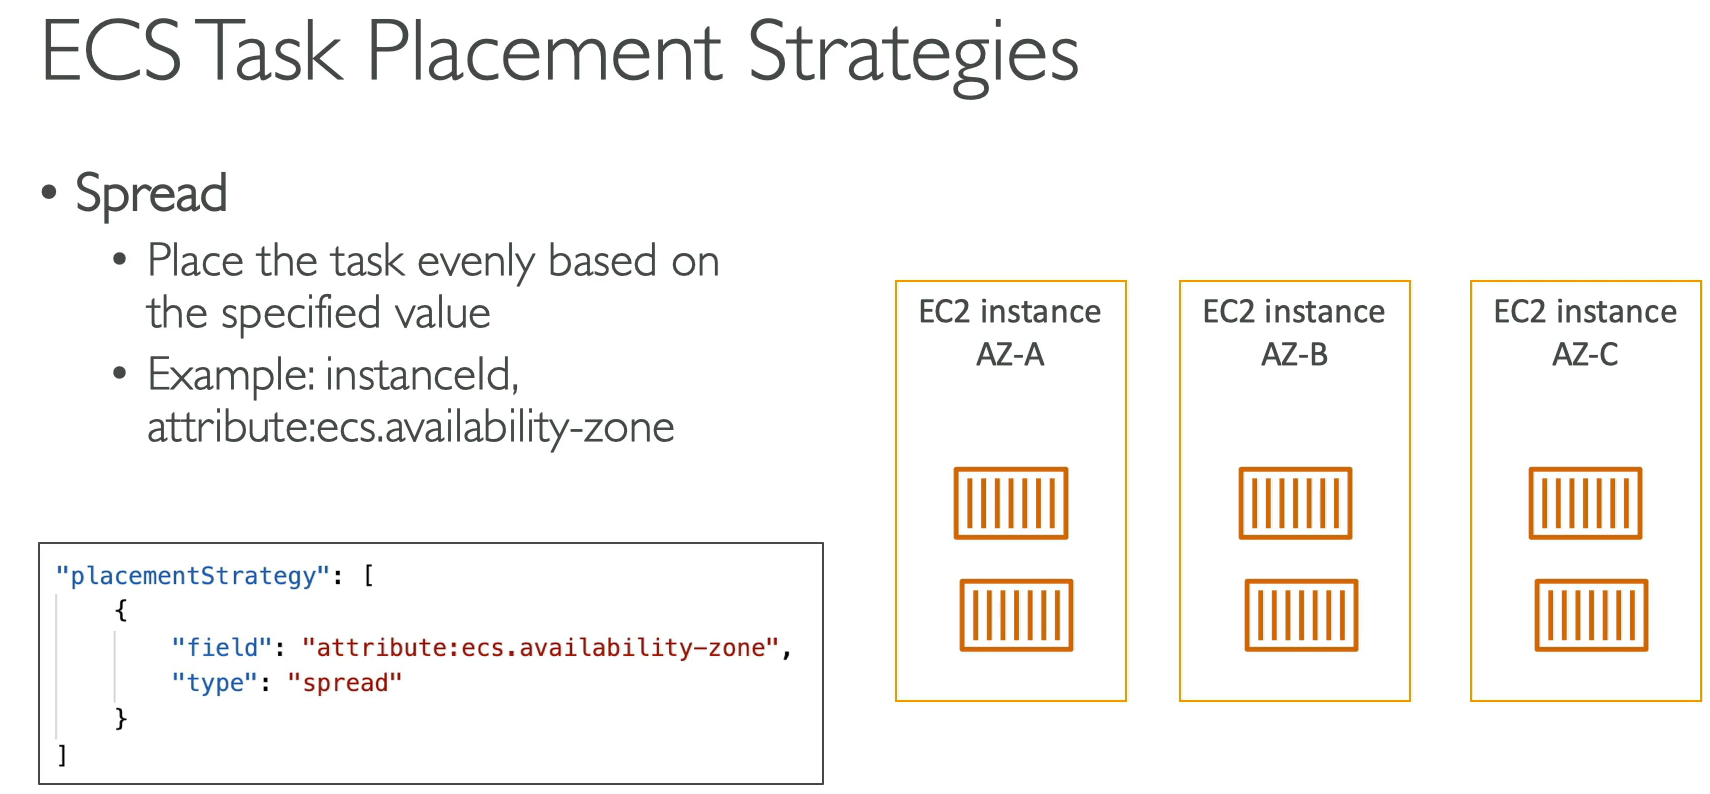 ECS Task Placement Strategies
• Spread
• Place the task evenly based on
the specified value
• Example: instanceId,
attribute:ecs.availability-zone
"placementStrategy": [
    {
        "field": "attribute:ecs.availability-zone",
        "type": "spread"
    }
]
EC2 instance
AZ-A
EC2 instance
AZ-B
EC2 instance
AZ-C